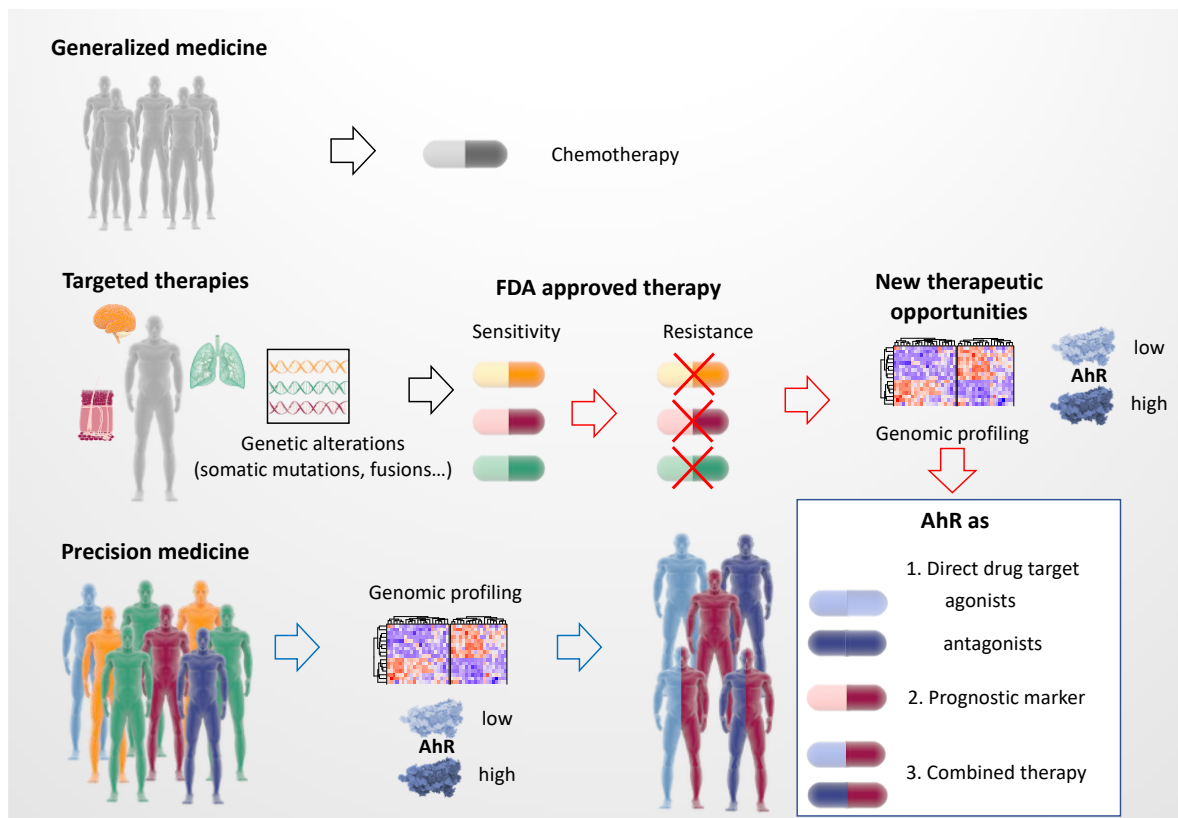 Generalized medicine
Chemotherapy
Targeted therapies
FDA approved therapy
New therapeutic
opportunities
Sensitivity
Resistance
low
AhR
high
Genetic alterations
(somatic mutations, fusions…)
Genomic profiling
Precision medicine
Genomic profiling
low
AhR
high
AhR as
1. Direct drug target
agonists
antagonists
2. Prognostic marker
3. Combined therapy